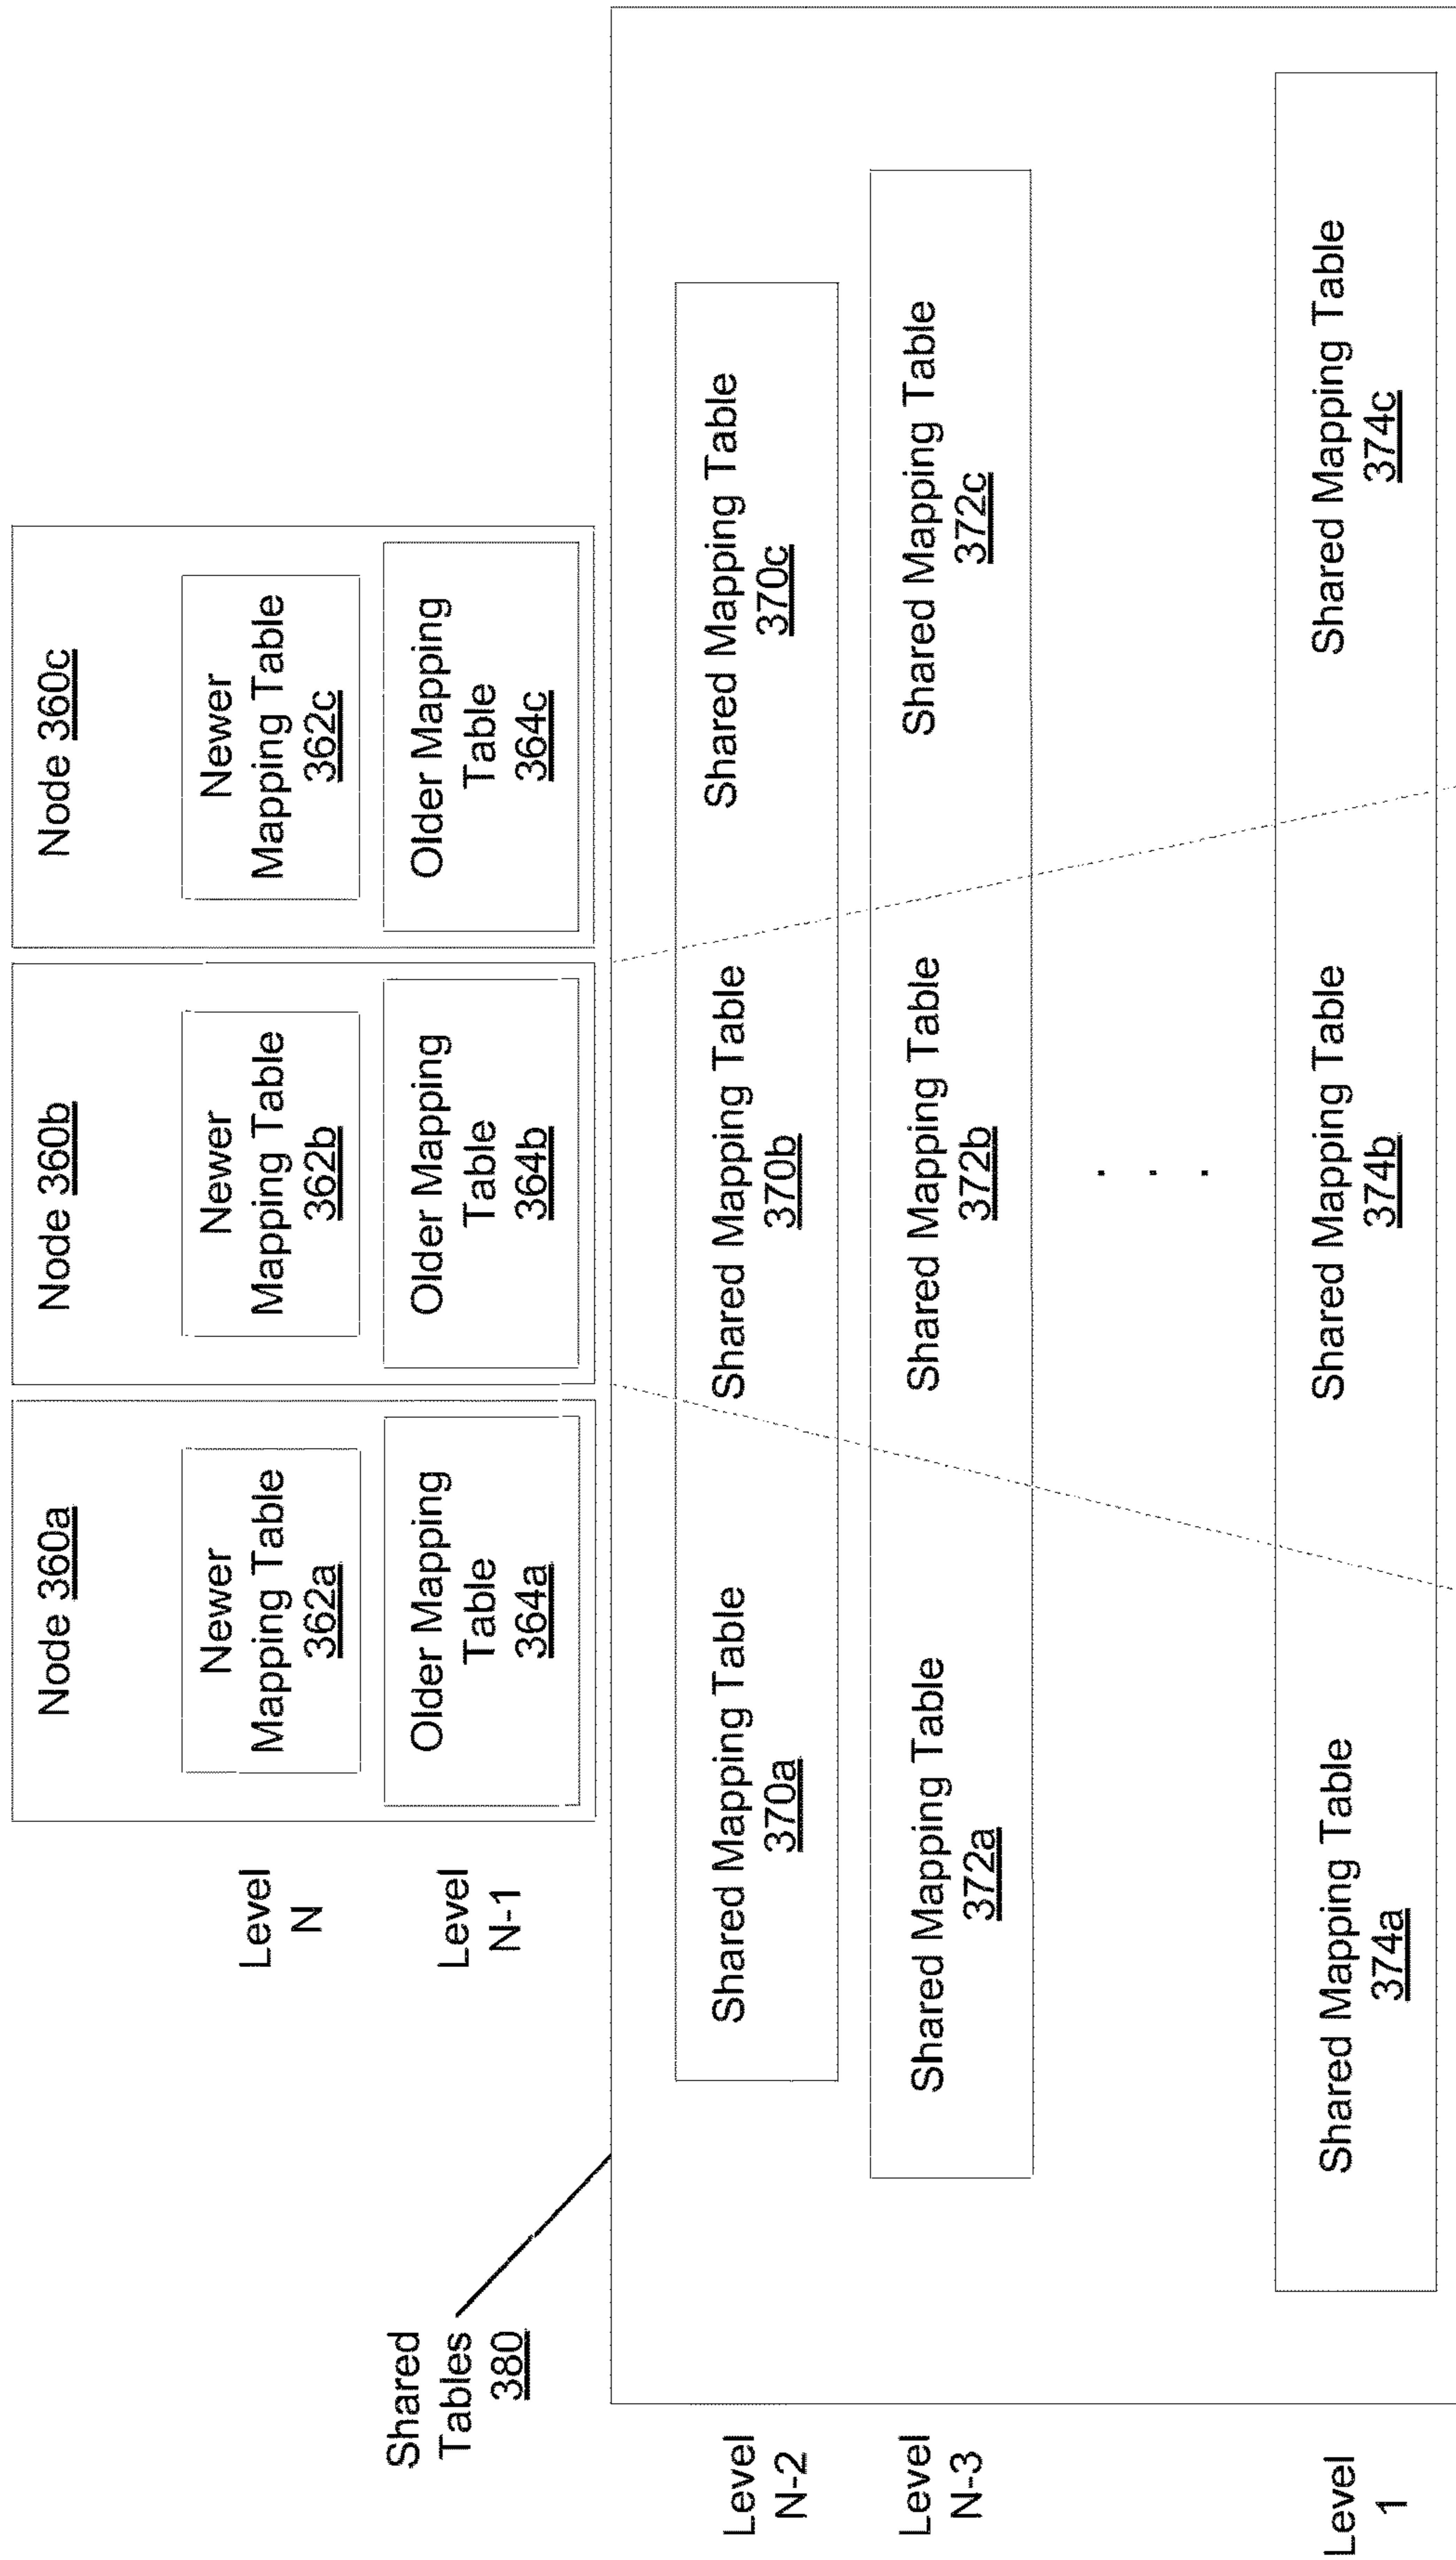 Node 360a
Node 360b
Node 360c
Level
N
Newer
Mapping Table
362a
Newer
Mapping Table
362b
Newer
Mapping Table
362c
Level
N-1
Older Mapping
Table
364a
Older Mapping
Table
364b
Older Mapping
Table
364c
Shared
Tables
380
Level
N-2
Shared Mapping Table
370a
Shared Mapping Table
370b
Shared Mapping Table
370c
Level
N-3
Shared Mapping Table
372a
Shared Mapping Table
372b
Shared Mapping Table
372c
. . .
Level
1
Shared Mapping Table
374a
Shared Mapping Table
374b
Shared Mapping Table
374c